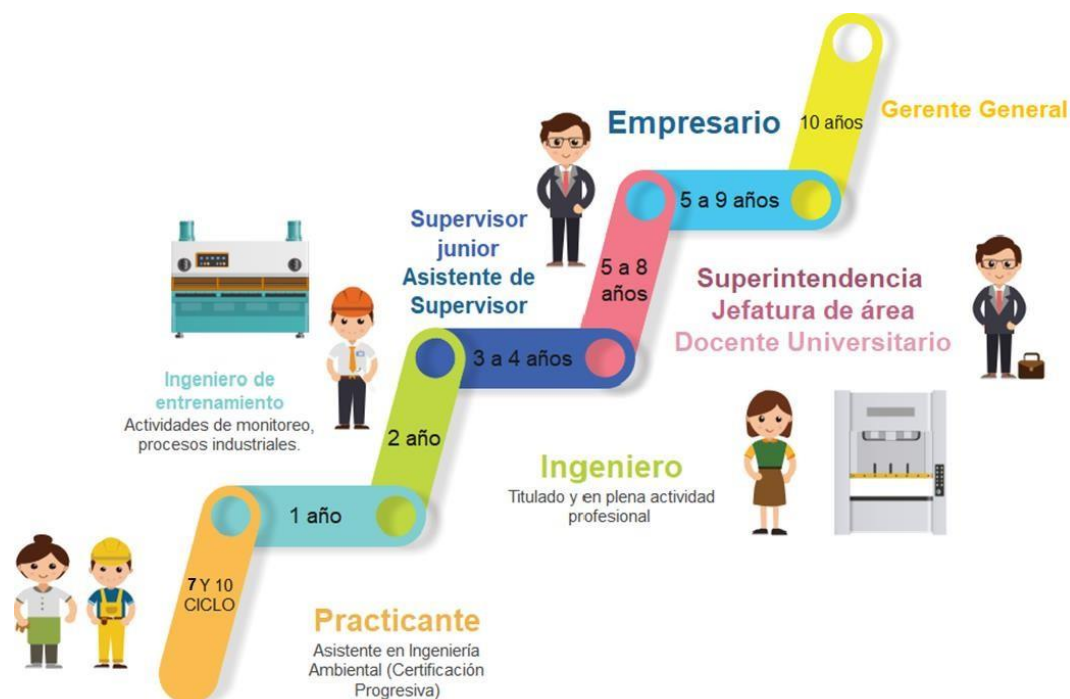 Gerente General
10 años
Empresario
5 a 9 años
Supervisor
junior
Asistente de
Supervisor
5 a 8
años
Superintendencia
Jefatura de área
Docente Universitario
3 a 4 años
Ingeniero de
entrenamiento
Actividades de monitoreo,
procesos industriales.
2 año
Ingeniero
Titulado y en plena actividad
profesional
1 año
7 Y 10
CICLO
Practicante
Asistente en Ingeniería
Ambiental (Certificación
Progresiva)